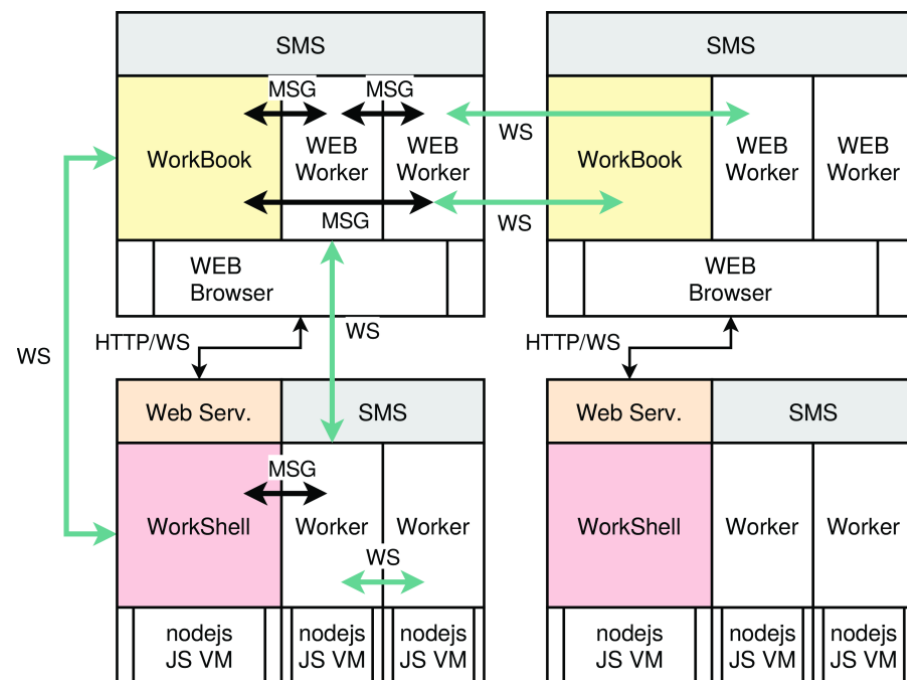 SMS
SMS
MSG
MSG
WorkBook
WEB
Worker
WEB
Worker
WS
WorkBook
WEB
Worker
WEB
Worker
MSG
WS
WEB
Browser
WEB
Browser
WS
HTTP/WS
WS
HTTP/WS
Web Serv.
SMS
Web Serv.
SMS
MSG
WorkShell
Worker
Worker
WorkShell
Worker
Worker
WS
nodejs
JS VM
nodejs
JS VM
nodejs
JS VM
nodejs
JS VM
nodejs
JS VM
nodejs
JS VM